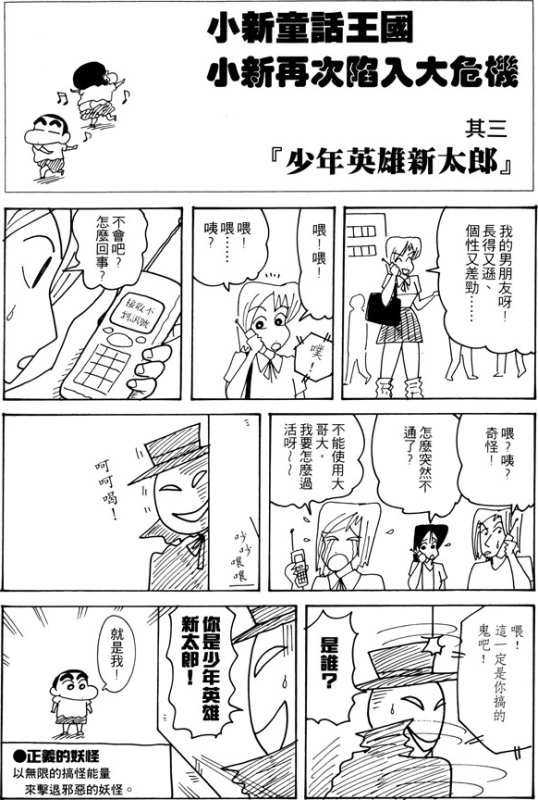 小新童話王國
小新再次陷入大危機
其三
『少年英雄新太郎』
我的男朋友呀！
長得又遜、
個性又差勁……
喂！喂！
噗！
喂！
喂……
咦？
不會吧？
怎麼回事？
接收不
到訊號
喂？咦？
奇怪！
怎麼突然不
通了？
不能使用大
哥大，
我要怎麼過
活呀～～
吵吵嚷嚷
呵呵喝！
喂！
這一定是你搞的
鬼吧！
是誰？
你是少年英雄
新太郎！
就是我！
●正義的妖怪
以無限的搞怪能量
來擊退邪惡的妖怪。